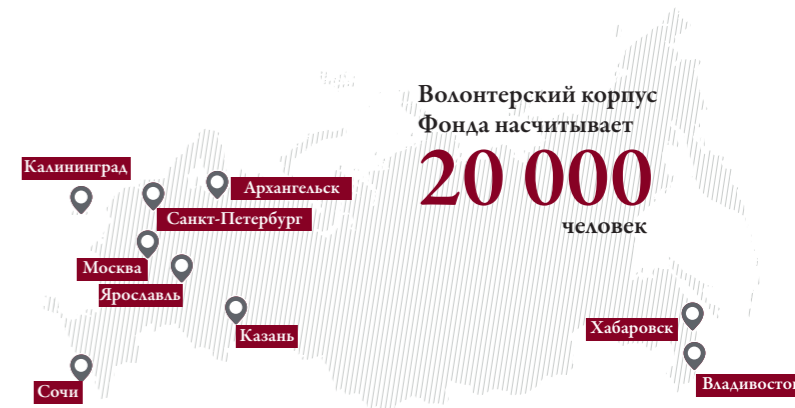 Волонтерский корпус
Фонда насчитывает
20 000
человек
Калининград
Архангельск
Санкт-Петербург
Москва
Ярославль
Казань
Сочи
Хабаровск
Владивосток